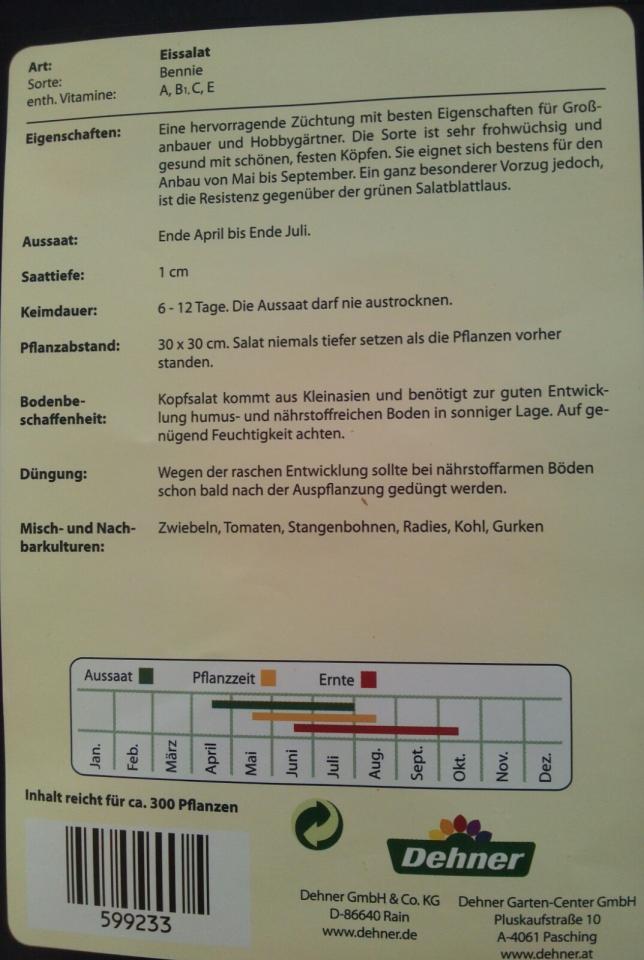 Art: Eissalat
Sorte: Bennie
enth. Vitamine: A, B1, C, E
Eigenschaften: Eine hervorragende Züchtung mit besten Eigenschaften für Groß-
anbauer und Hobbygärtner. Die Sorte ist sehr frohwüchsig und
gesund mit schönen, festen Köpfen. Sie eignet sich bestens für den
Anbau von Mai bis September. Ein ganz besonderer Vorzug jedoch,
ist die Resistenz gegenüber der grünen Salatblattlaus.
Aussaat: Ende April bis Ende Juli.
Saattiefe: 1 cm
Keimdauer: 6 - 12 Tage. Die Aussaat darf nie austrocknen.
Pflanzabstand: 30 x 30 cm. Salat niemals tiefer setzen als die Pflanzen vorher
standen.
Bodenbe- Kopfsalat kommt aus Kleinasien und benötigt zur guten Entwick-
schaffenheit: lung humus- und nährstoffreichen Boden in sonniger Lage. Auf ge-
nügend Feuchtigkeit achten.
Düngung: Wegen der raschen Entwicklung sollte bei nährstoffarmen Böden
schon bald nach der Auspflanzung gedüngt werden.
Misch- und Nach- Zwiebeln, Tomaten, Stangenbohnen, Radies, Kohl, Gurken
barkulturen:
Aussaat Pflanzzeit Ernte
Jan. Feb. März April Mai Juni Juli Aug. Sept. Okt. Nov. Dez.
Inhalt reicht für ca. 300 Pflanzen
599233
Dehner
Dehner GmbH & Co. KG
D-86640 Rain
www.dehner.de
Dehner Garten-Center GmbH
Pluskaufstraße 10
A-4061 Pasching
www.dehner.at